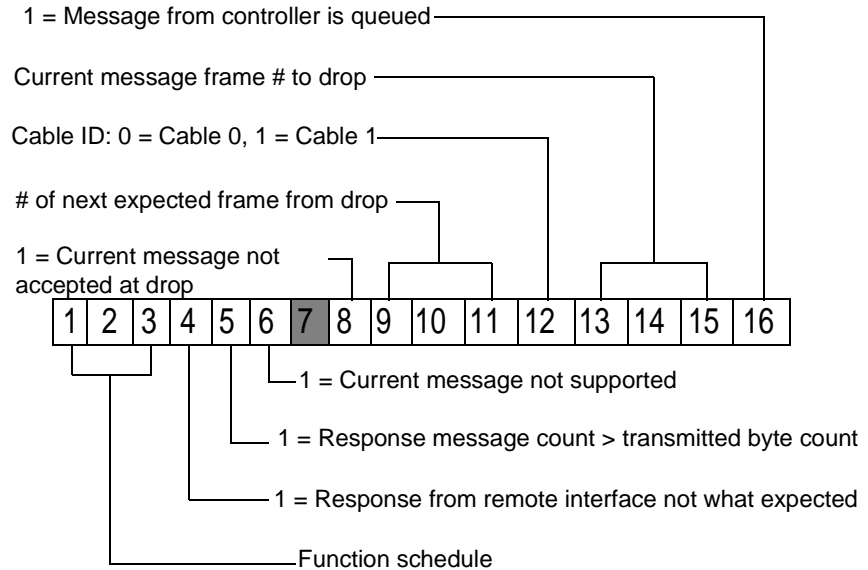 1 = Message from controller is queued
Current message frame # to drop
Cable ID: 0 = Cable 0, 1 = Cable 1
# of next expected frame from drop
1 = Current message not
accepted at drop
1 2 3 4 5 6 7 8 9 10 11 12 13 14 15 16
1 = Current message not supported
1 = Response message count > transmitted byte count
1 = Response from remote interface not what expected
Function schedule